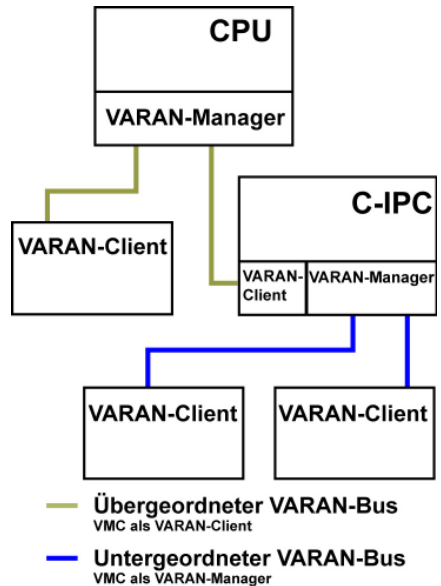 CPU
VARAN-Manager
C-IPC
VARAN-Client
VARAN-
Client
VARAN-Manager
VARAN-Client
VARAN-Client
Übergeordneter VARAN-Bus
VMC als VARAN-Client
Untergeordneter VARAN-Bus
VMC als VARAN-Manager